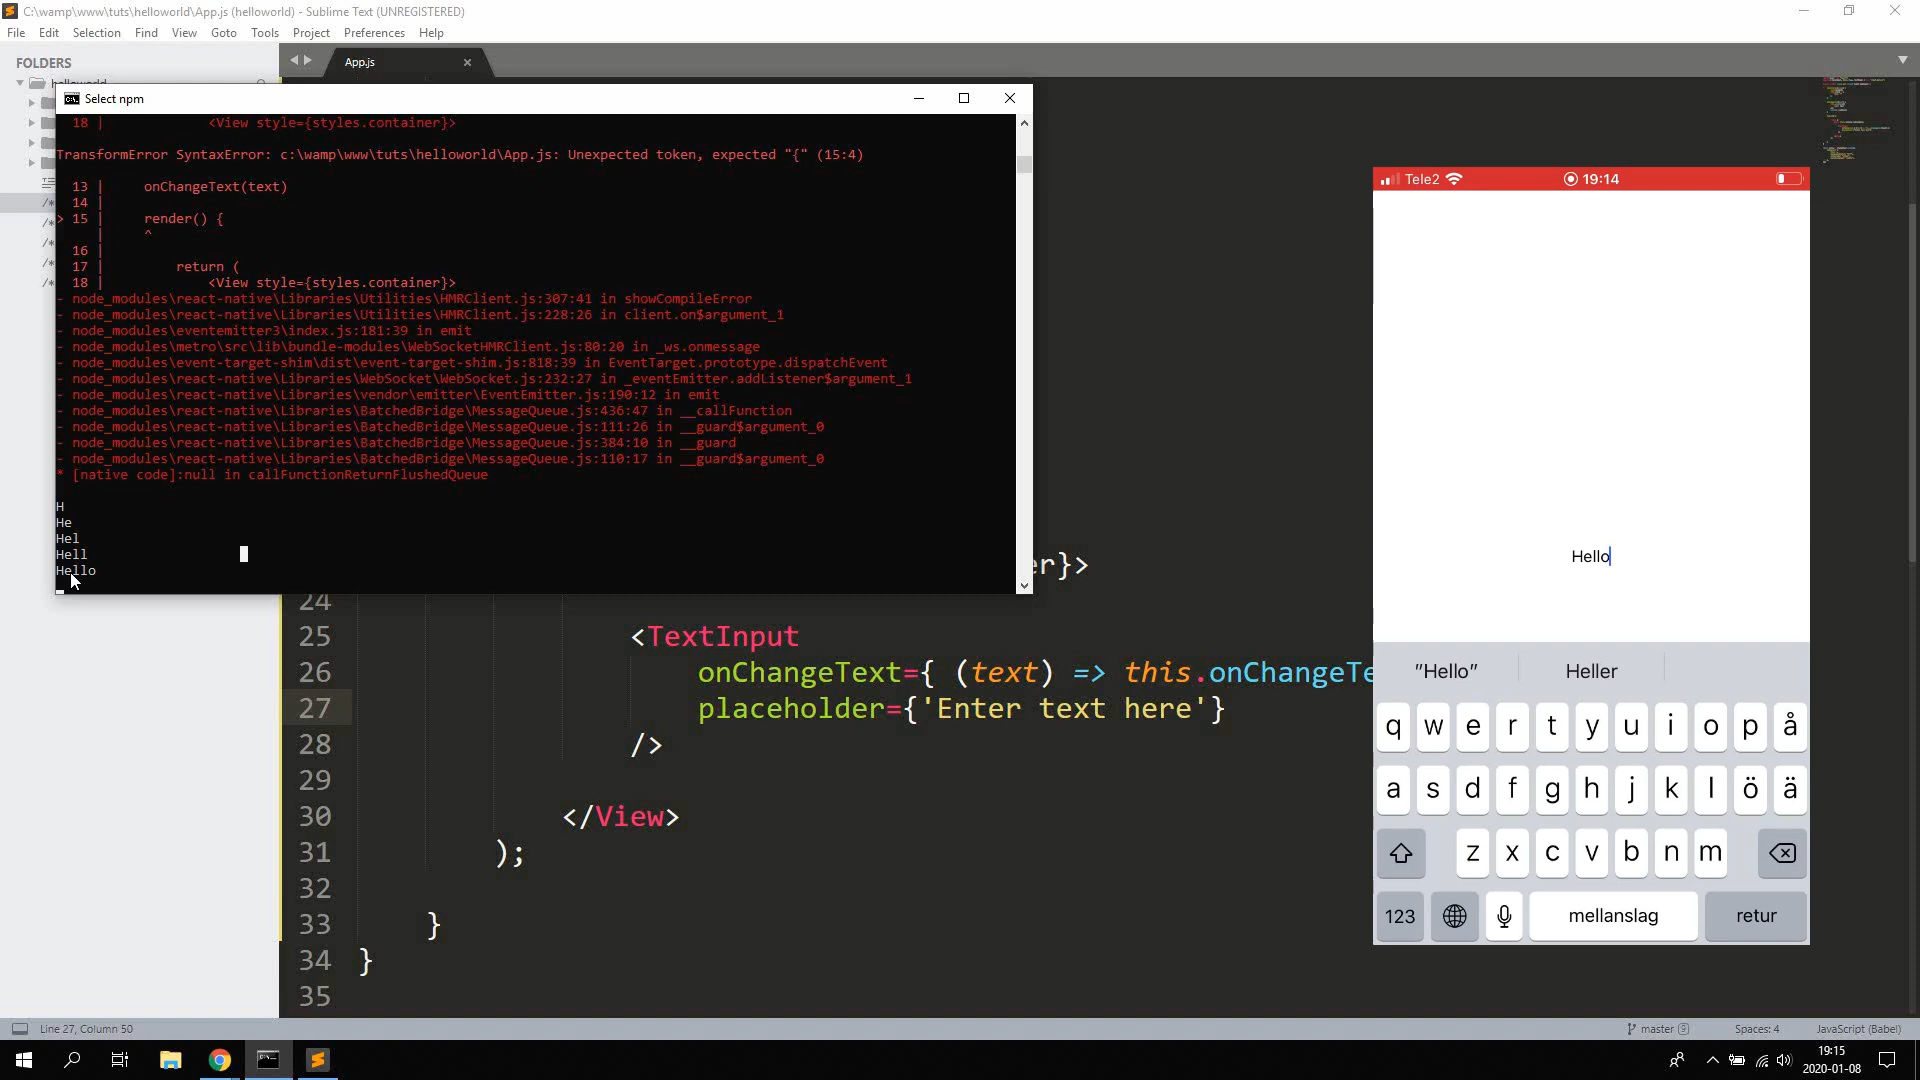 C:\wamp\www\tuts\helloworld\App.js (helloworld) - Sublime Text (UNREGISTERED)
File Edit Selection Find View Goto Tools Project Preferences Help
FOLDERS
App.js
Select npm
18 | <View style={styles.container}>
TransformError SyntaxError: c:\wamp\www\tuts\helloworld\App.js: Unexpected token, expected "{" (15:4)
13 | onChangeText(text)
14 |
> 15 | render() {
| ^
16 |
17 | return (
18 | <View style={styles.container}>
- node_modules\react-native\Libraries\Utilities\HMRClient.js:307:41 in showCompileError
- node_modules\react-native\Libraries\Utilities\HMRClient.js:228:26 in client.on$argument_1
- node_modules\eventemitter3\index.js:181:39 in emit
- node_modules\metro\src\lib\bundle-modules\WebSocketHMRClient.js:80:20 in _ws.onmessage
- node_modules\event-target-shim\dist\event-target-shim.js:818:39 in EventTarget.prototype.dispatchEvent
- node_modules\react-native\Libraries\WebSocket\WebSocket.js:232:27 in _eventEmitter.addListener$argument_1
- node_modules\react-native\Libraries\vendor\emitter\EventEmitter.js:190:12 in emit
- node_modules\react-native\Libraries\BatchedBridge\MessageQueue.js:436:47 in __callFunction
- node_modules\react-native\Libraries\BatchedBridge\MessageQueue.js:111:26 in __guard$argument_0
- node_modules\react-native\Libraries\BatchedBridge\MessageQueue.js:384:10 in __guard
- node_modules\react-native\Libraries\BatchedBridge\MessageQueue.js:110:17 in __guard$argument_0
* [native code]:null in callFunctionReturnFlushedQueue
H
He
Hel
Hell
Hello
er}>
24
25 <TextInput
26 onChangeText={ (text) => this.onChangeTe
27 placeholder={'Enter text here'}
28 />
29
30 </View>
31 );
32
33 }
34 }
35
Tele2 19:14
Hello
"Hello" Heller
q w e r t y u i o p å
a s d f g h j k l ö ä
z x c v b n m
123 mellanslag retur
Line 27, Column 50 master 9 Spaces: 4 JavaScript (Babel)
19:15
2020-01-08